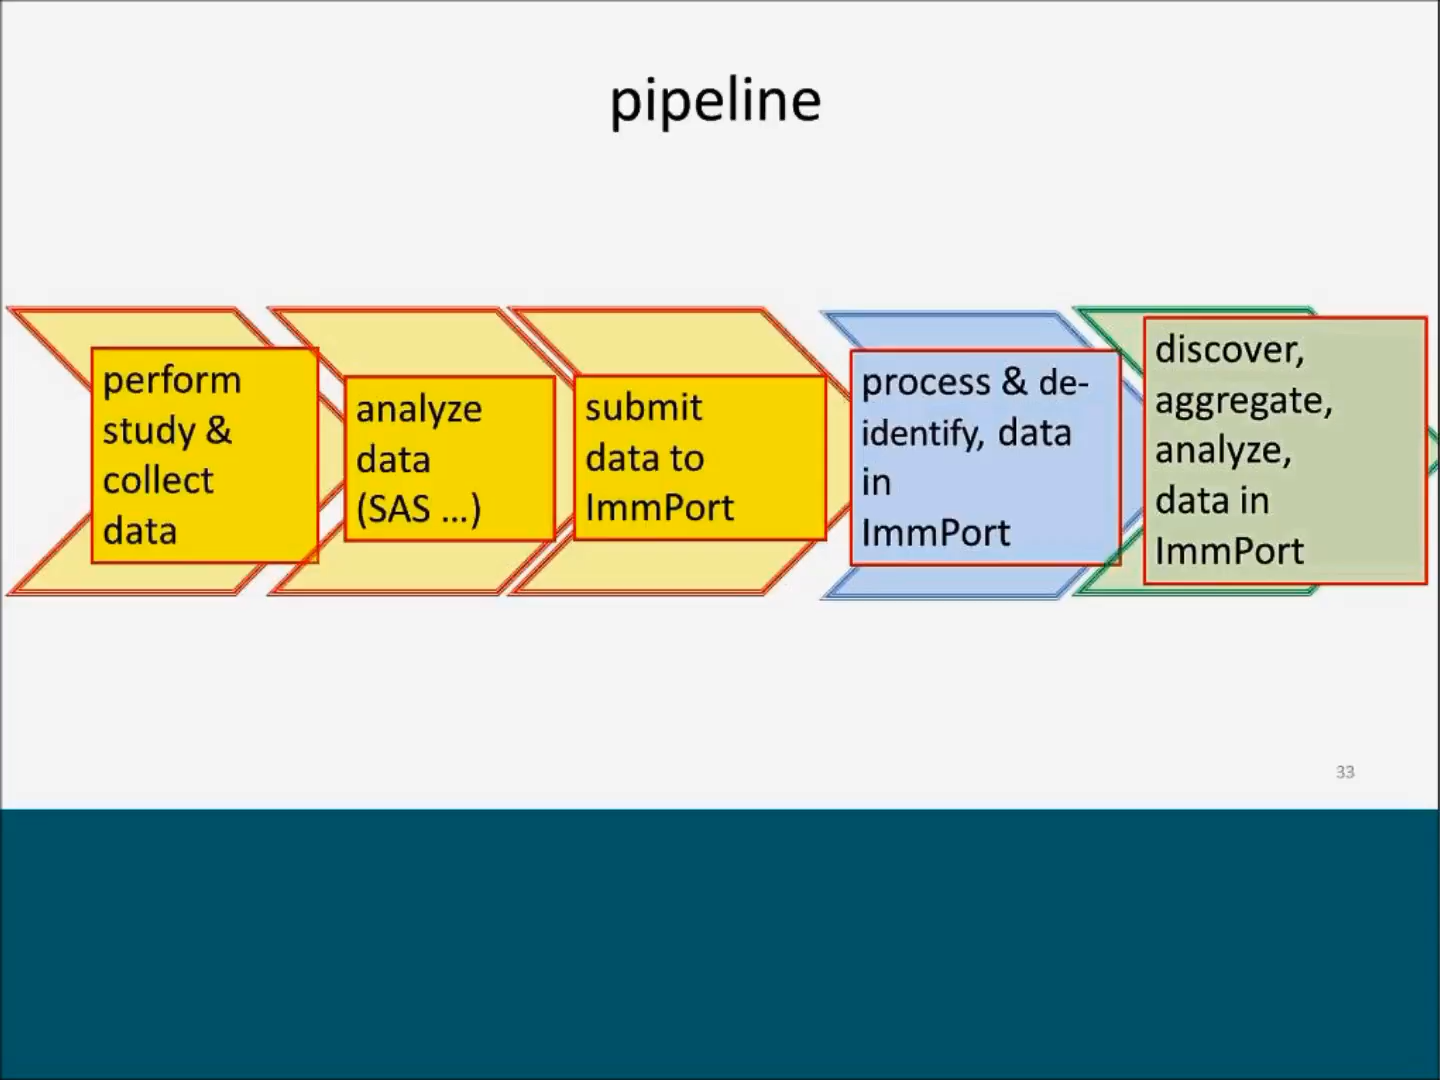 pipeline
perform
study &
collect
data
analyze
data
(SAS ...)
submit
data to
ImmPort
process & de-
identify, data
in
ImmPort
discover,
aggregate,
analyze,
data in
ImmPort
33